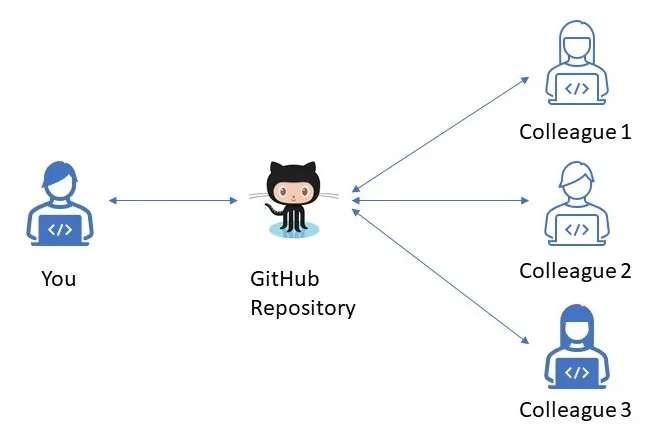 </>
Colleague 1
</>
You
GitHub
Repository
</>
Colleague 2
</>
Colleague 3